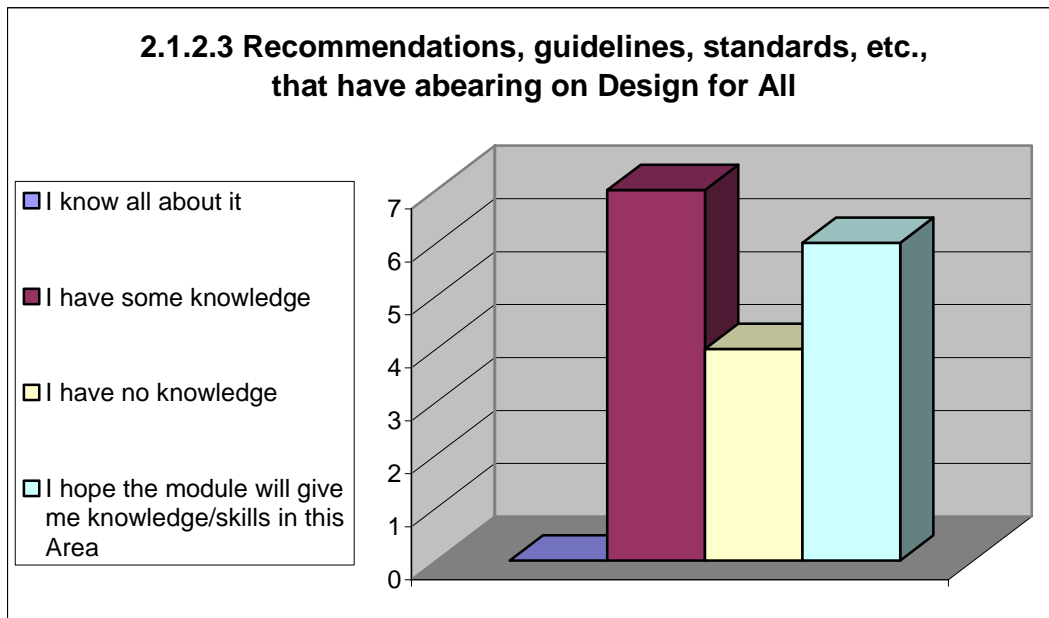 2.1.2.3 Recommendations, guidelines, standards, etc.,
that have abearing on Design for All
I know all about it
I have some knowledge
I have no knowledge
I hope the module will give
me knowledge/skills in this
Area
7
6
5
4
3
2
1
0